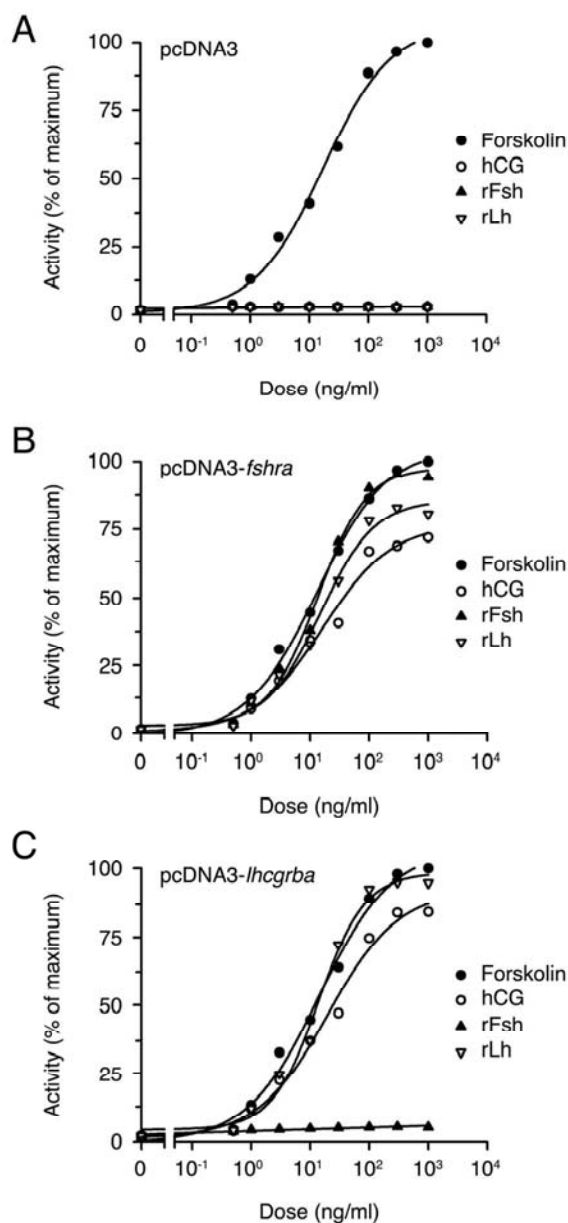 A
pcDNA3
Activity (% of maximum)
100
75
50
25
0
Forskolin
hCG
rFsh
rLh
0 10⁻¹ 10⁰ 10¹ 10² 10³ 10⁴
Dose (ng/ml)
B
pcDNA3-fshra
Activity (% of maximum)
100
75
50
25
0
Forskolin
hCG
rFsh
rLh
0 10⁻¹ 10⁰ 10¹ 10² 10³ 10⁴
Dose (ng/ml)
C
pcDNA3-lhcgrba
Activity (% of maximum)
100
75
50
25
0
Forskolin
hCG
rFsh
rLh
0 10⁻¹ 10⁰ 10¹ 10² 10³ 10⁴
Dose (ng/ml)